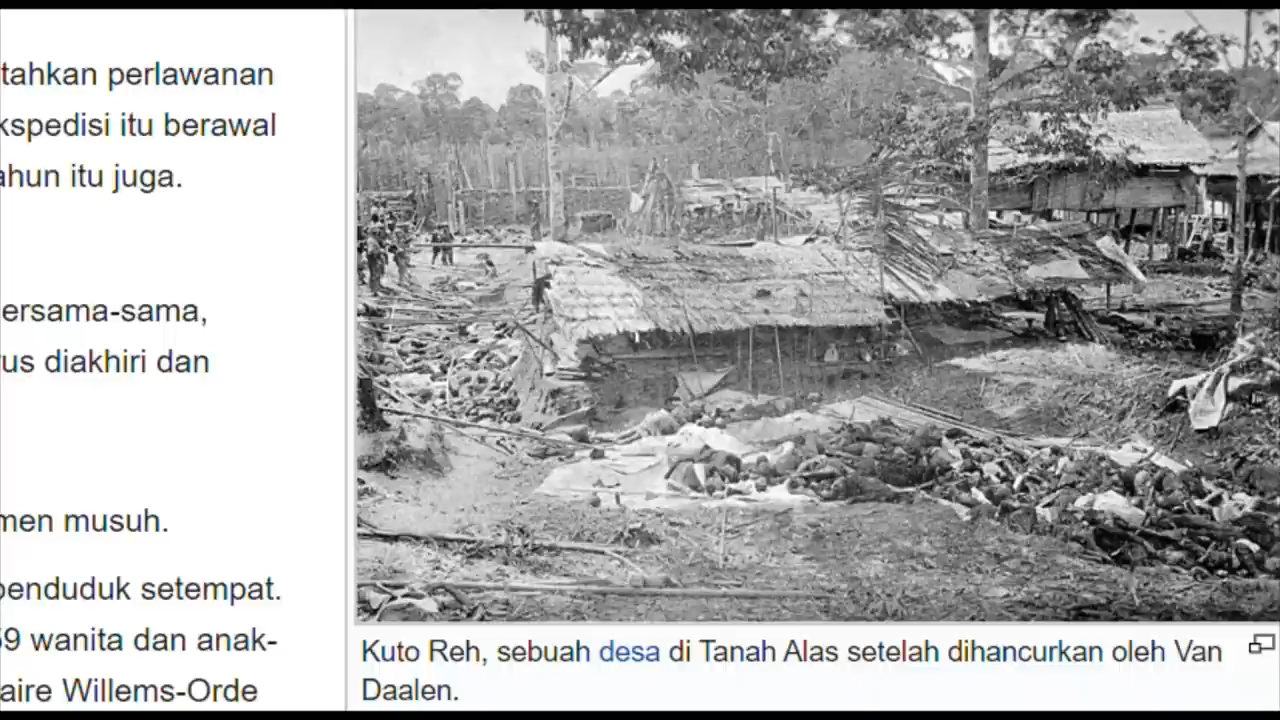 tahkan perlawanan
kspedisi itu berawal
ahun itu juga.
ersama-sama,
us diakhiri dan
men musuh.
penduduk setempat.
59 wanita dan anak-
aire Willems-Orde
Kuto Reh, sebuah desa di Tanah Alas setelah dihancurkan oleh Van
Daalen.